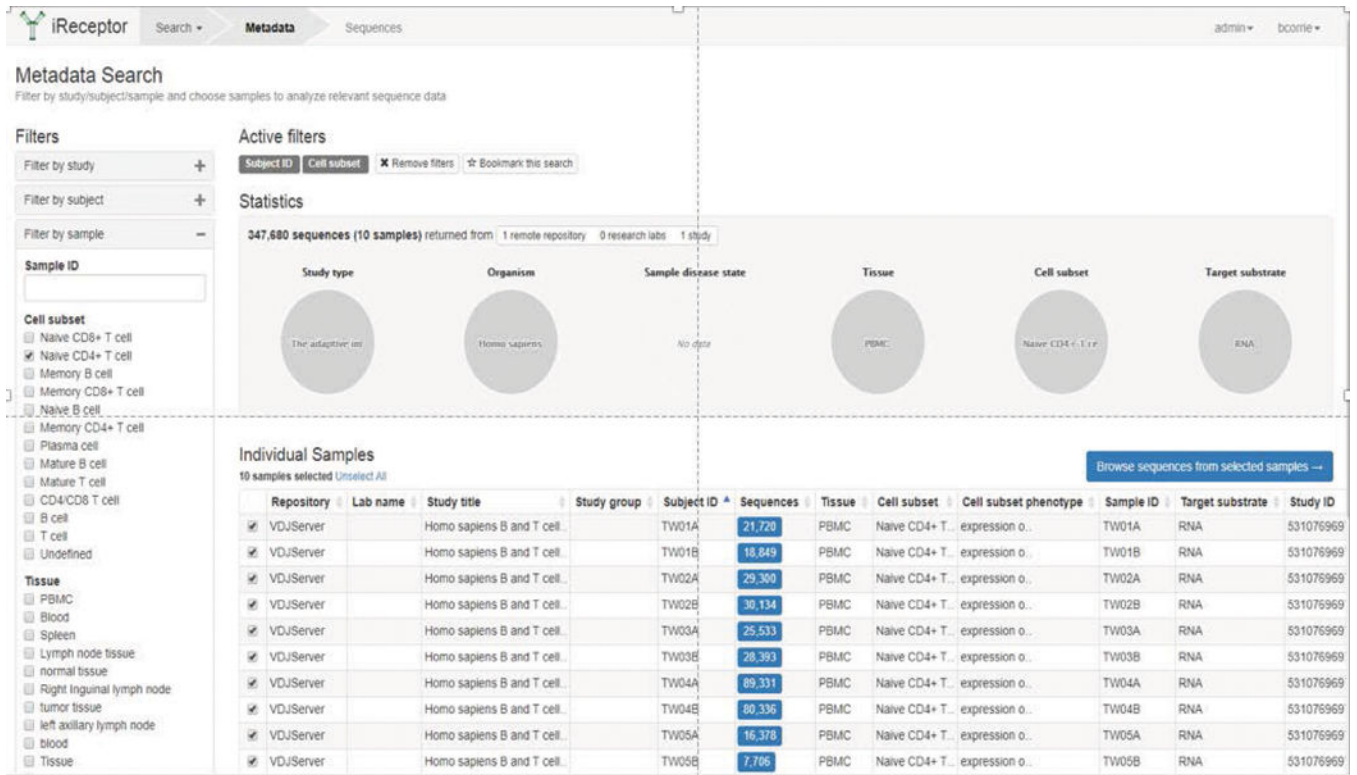 iReceptor Search Metadata Sequences admin bcorrie
Metadata Search
Filter by study/subject/sample and choose samples to analyze relevant sequence data
Filters
Filter by study
Filter by subject
Filter by sample
Sample ID
Cell subset
Naive CD8+ T cell
Naive CD4+ T cell
Memory B cell
Memory CD8+ T cell
Naive B cell
Memory CD4+ T cell
Plasma cell
Mature B cell
Mature T cell
CD4/CD8 T cell
B cell
T cell
Undefined
Tissue
PBMC
Blood
Spleen
Lymph node tissue
normal tissue
Right Inguinal lymph node
tumor tissue
left axillary lymph node
blood
Tissue
Active filters
Subject ID Cell subset ✖ Remove filters ☆ Bookmark this search
Statistics
347,680 sequences (10 samples) returned from 1 remote repository 0 research labs 1 study
Study type Organism Sample disease state Tissue Cell subset Target substrate
The adaptive im Homo sapiens No data PBMC Naive CD4+ T ce RNA
Individual Samples
10 samples selected Unselect All
Browse sequences from selected samples →
Repository Lab name Study title Study group Subject ID Sequences Tissue Cell subset Cell subset phenotype Sample ID Target substrate Study ID
VDJServer Homo sapiens B and T cell... TW01A 21,720 PBMC Naive CD4+ T... expression o... TW01A RNA 531076969
VDJServer Homo sapiens B and T cell... TW01B 18,849 PBMC Naive CD4+ T... expression o... TW01B RNA 531076969
VDJServer Homo sapiens B and T cell... TW02A 29,300 PBMC Naive CD4+ T... expression o... TW02A RNA 531076969
VDJServer Homo sapiens B and T cell... TW02B 30,134 PBMC Naive CD4+ T... expression o... TW02B RNA 531076969
VDJServer Homo sapiens B and T cell... TW03A 25,533 PBMC Naive CD4+ T... expression o... TW03A RNA 531076969
VDJServer Homo sapiens B and T cell... TW03B 28,393 PBMC Naive CD4+ T... expression o... TW03B RNA 531076969
VDJServer Homo sapiens B and T cell... TW04A 89,331 PBMC Naive CD4+ T... expression o... TW04A RNA 531076969
VDJServer Homo sapiens B and T cell... TW04B 80,336 PBMC Naive CD4+ T... expression o... TW04B RNA 531076969
VDJServer Homo sapiens B and T cell... TW05A 16,378 PBMC Naive CD4+ T... expression o... TW05A RNA 531076969
VDJServer Homo sapiens B and T cell... TW05B 7,706 PBMC Naive CD4+ T... expression o... TW05B RNA 531076969